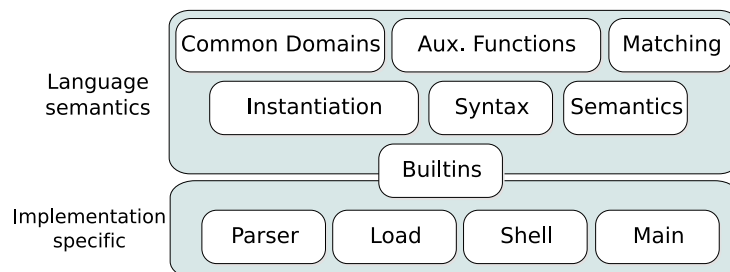 Common Domains
Aux. Functions
Matching
Language
semantics
Instantiation
Syntax
Semantics
Builtins
Implementation
specific
Parser
Load
Shell
Main